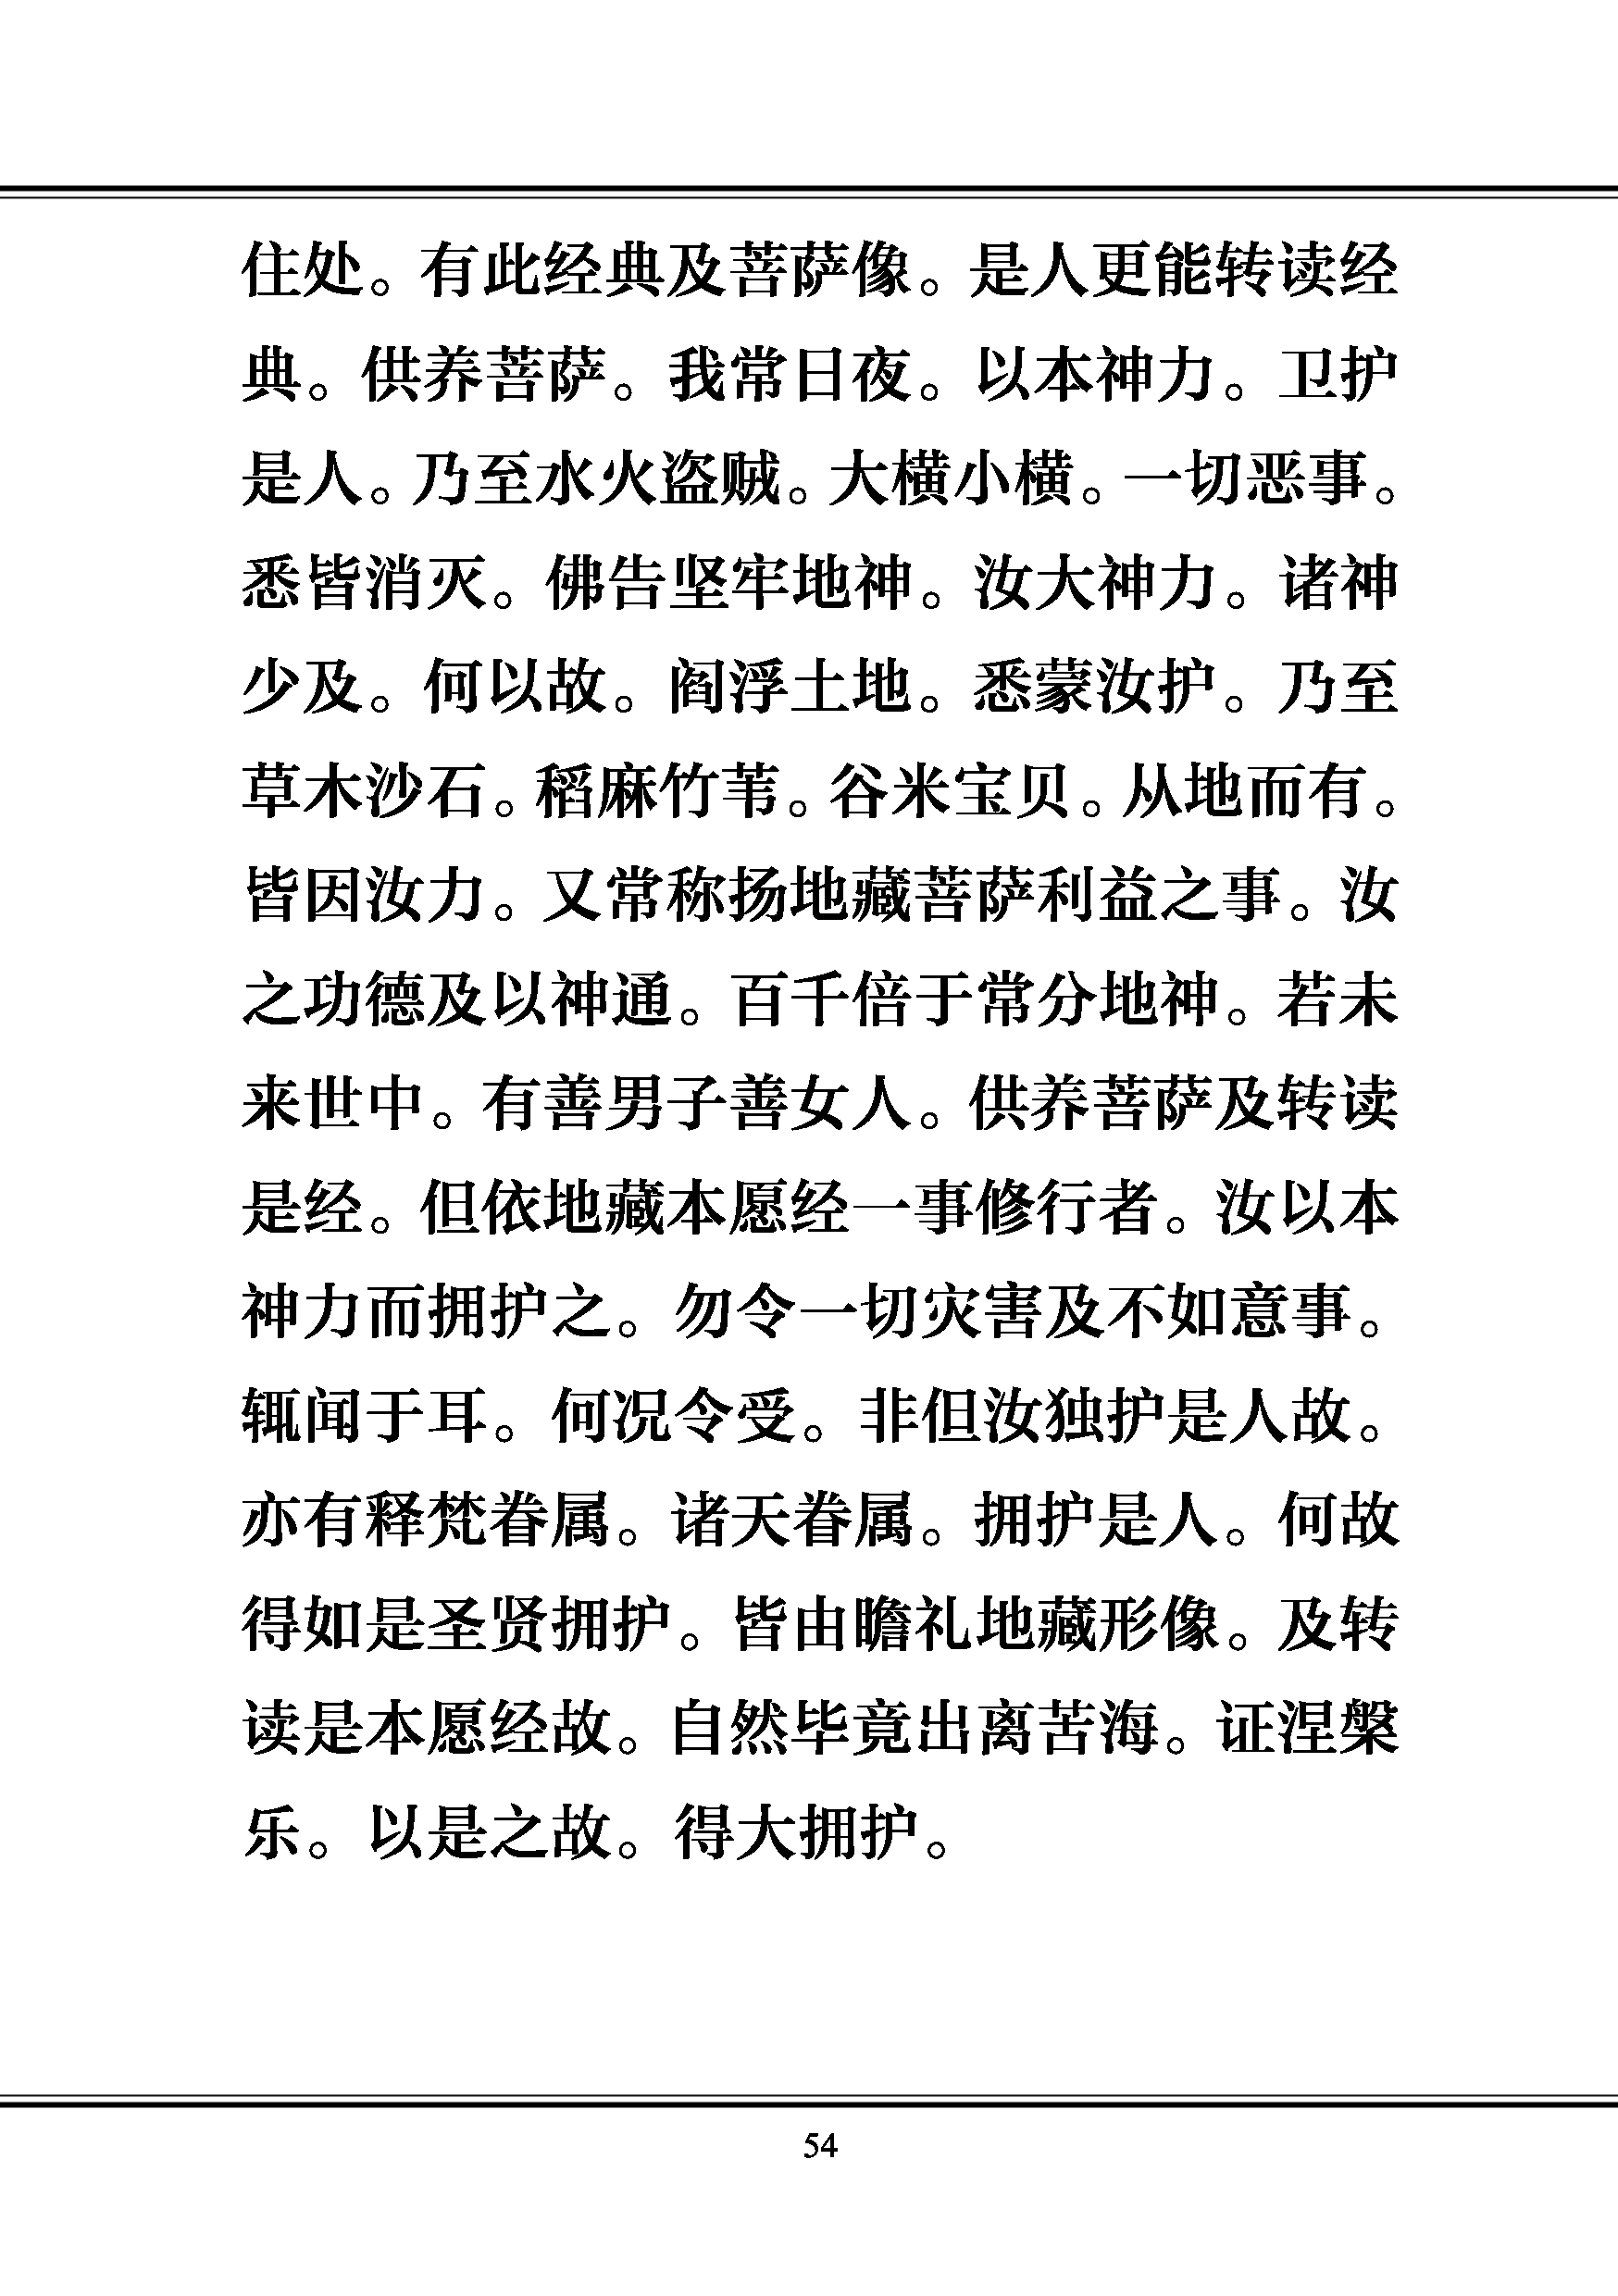 住处。有此经典及菩萨像。是人更能转读经
典。供养菩萨。我常日夜。以本神力。卫护
是人。乃至水火盗贼。大横小横。一切恶事。
悉皆消灭。佛告坚牢地神。汝大神力。诸神
少及。何以故。阎浮土地。悉蒙汝护。乃至
草木沙石。稻麻竹苇。谷米宝贝。从地而有。
皆因汝力。又常称扬地藏菩萨利益之事。汝
之功德及以神通。百千倍于常分地神。若未
来世中。有善男子善女人。供养菩萨及转读
是经。但依地藏本愿经一事修行者。汝以本
神力而拥护之。勿令一切灾害及不如意事。
辄闻于耳。何况令受。非但汝独护是人故。
亦有释梵眷属。诸天眷属。拥护是人。何故
得如是圣贤拥护。皆由瞻礼地藏形像。及转
读是本愿经故。自然毕竟出离苦海。证涅槃
乐。以是之故。得大拥护。
54